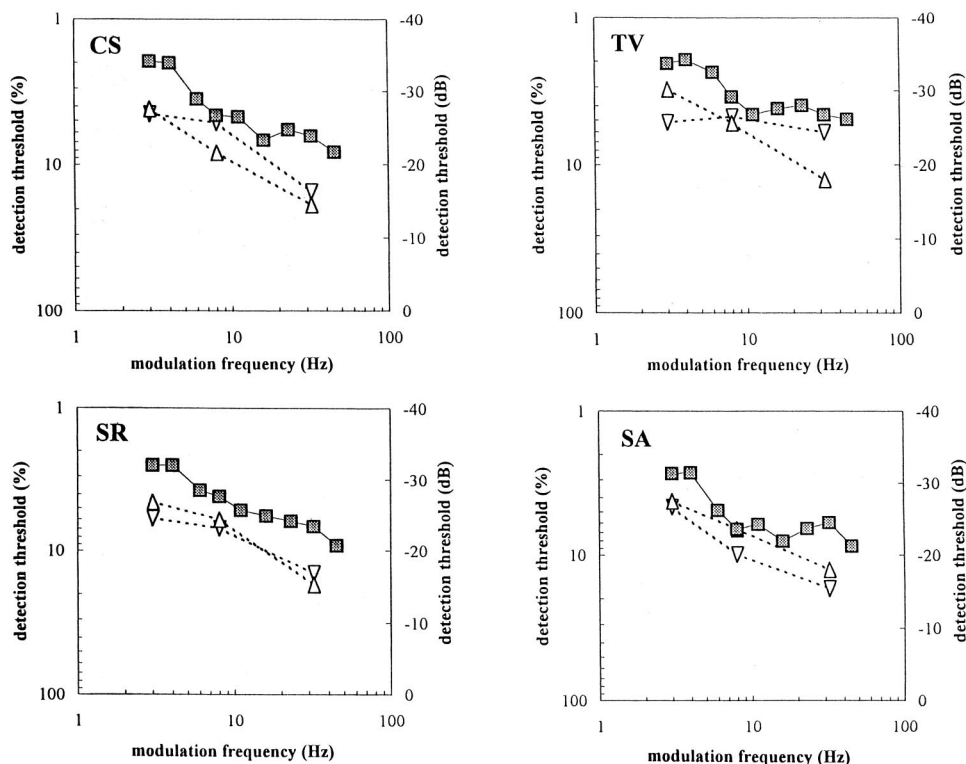 CS
1
10
100
detection threshold (%)
-40
-30
-20
-10
0
detection threshold (dB)
1
10
100
modulation frequency (Hz)
TV
1
10
100
detection threshold (%)
-40
-30
-20
-10
0
detection threshold (dB)
1
10
100
modulation frequency (Hz)
SR
1
10
100
detection threshold (%)
-40
-30
-20
-10
0
detection threshold (dB)
1
10
100
modulation frequency (Hz)
SA
1
10
100
detection threshold (%)
-40
-30
-20
-10
0
detection threshold (dB)
1
10
100
modulation frequency (Hz)